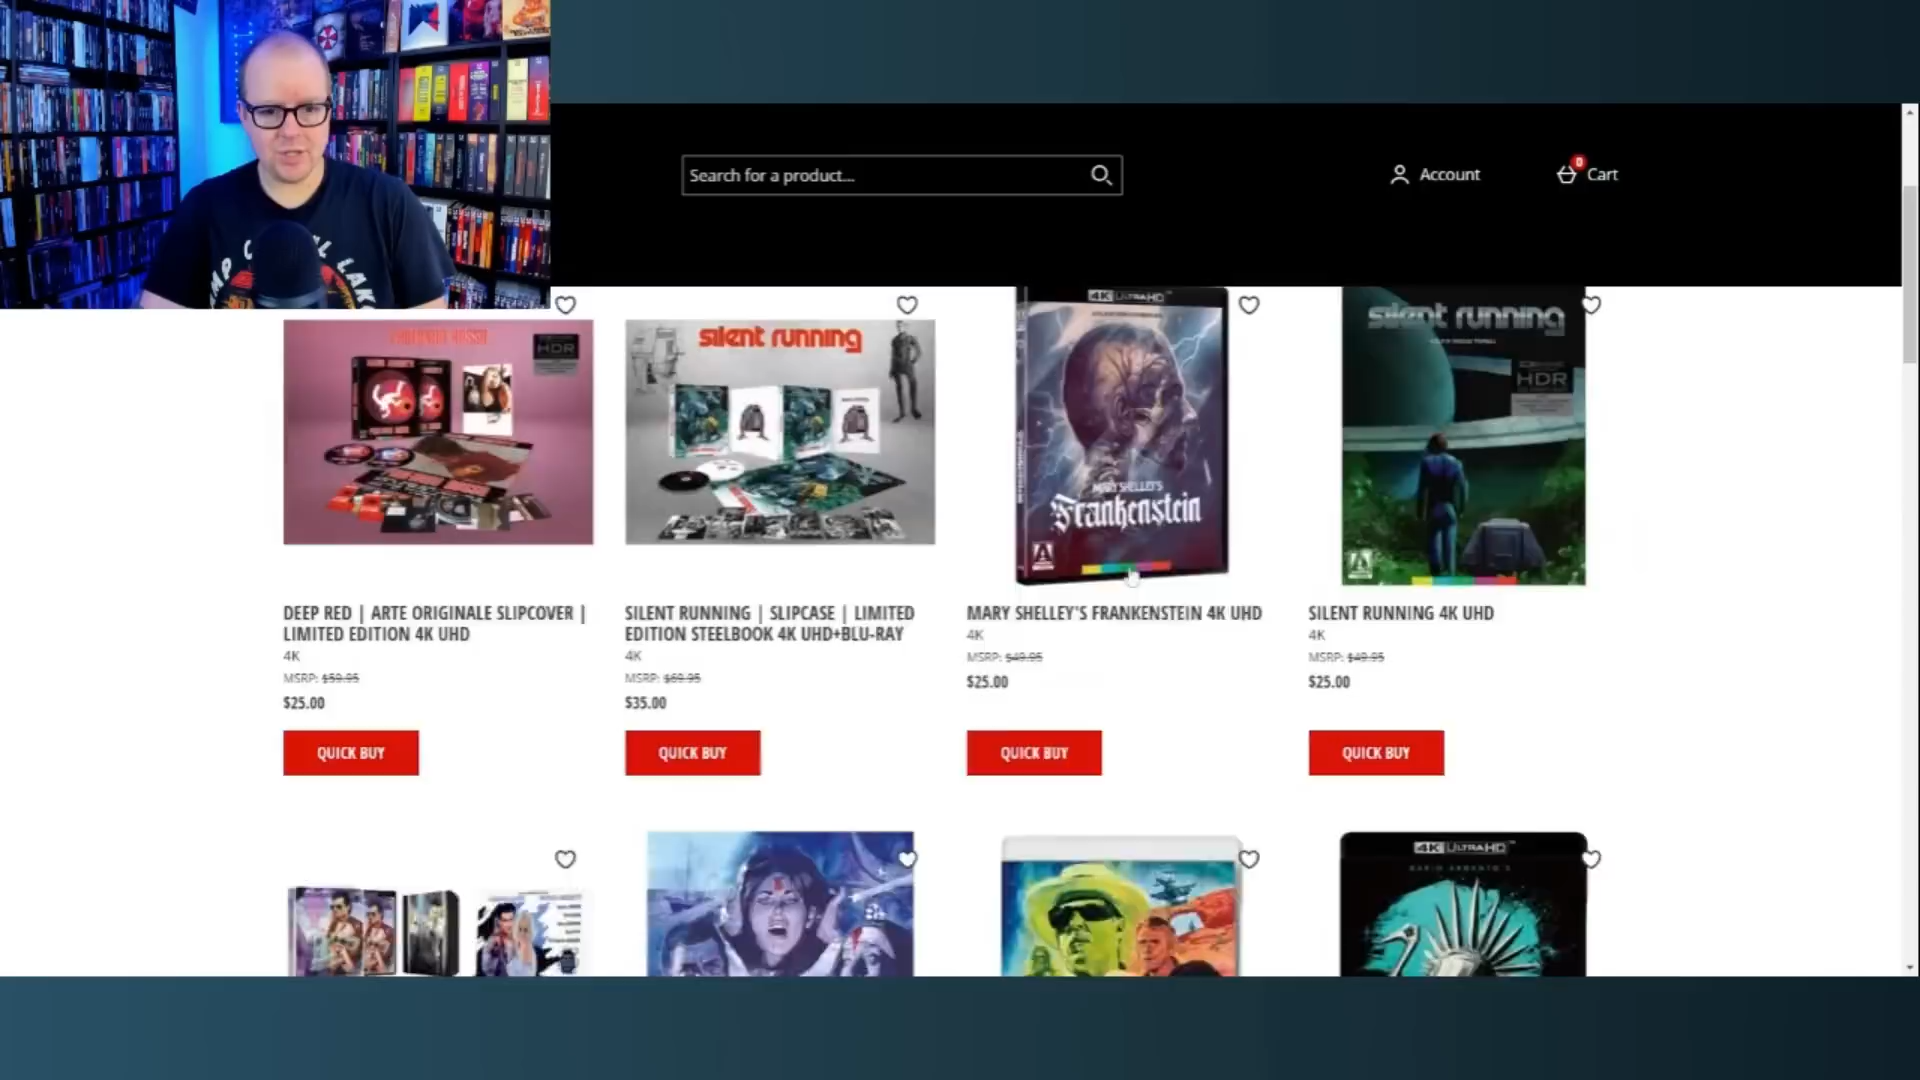 Search for a product...
Account
0
Cart
silent running
HDR
4K ULTRA HD
MARY SHELLEY'S
Frankenstein
silent running
HDR
DEEP RED | ARTE ORIGINALE SLIPCOVER |
LIMITED EDITION 4K UHD
4K
MSRP: $59.95
$25.00
QUICK BUY
SILENT RUNNING | SLIPCASE | LIMITED
EDITION STEELBOOK 4K UHD+BLU-RAY
4K
MSRP: $69.95
$35.00
QUICK BUY
MARY SHELLEY'S FRANKENSTEIN 4K UHD
4K
MSRP: $49.95
$25.00
QUICK BUY
SILENT RUNNING 4K UHD
4K
MSRP: $49.95
$25.00
QUICK BUY
4K ULTRA HD
DARIO ARGENTO'S